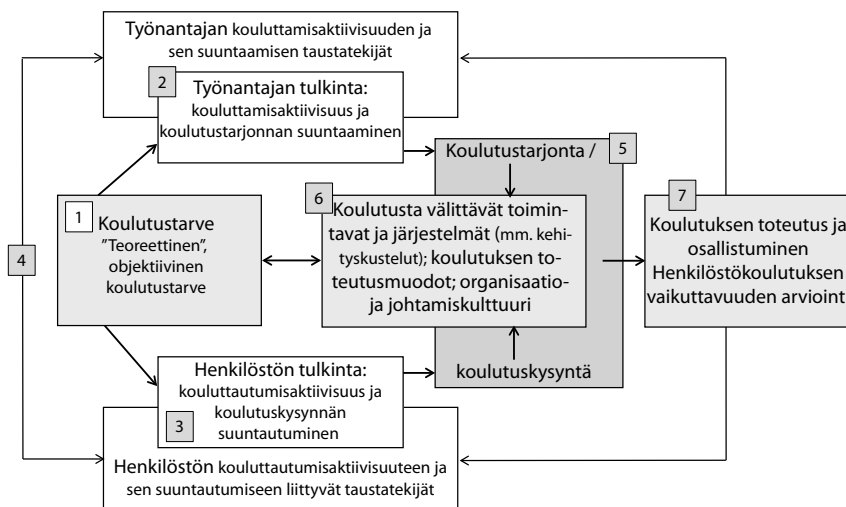 Työnantajan kouluttamisaktiivisuuden ja
sen suuntaamisen taustatekijät
2
Työnantajan tulkinta:
kouluttamisaktiivisuus ja
koulutustarjonnan suuntaaminen
Koulutustarjonta /
5
1
Koulutustarve
"Teoreettinen",
objektiivinen
koulutustarve
6
Koulutusta välittävät toimin-
tavat ja järjestelmät (mm. kehi-
tyskustelut); koulutuksen to-
teutusmuodot; organisaatio-
ja johtamiskulttuuri
7
Koulutuksen toteutus ja
osallistuminen
Henkilöstökoulutuksen
vaikuttavuuden arviointi
4
koulutuskysyntä
Henkilöstön tulkinta:
kouluttautumisaktiivisuus ja
koulutuskysynnän
suuntautuminen
3
Henkilöstön kouluttautumisaktiivisuuteen ja
sen suuntautumiseen liittyvät taustatekijät